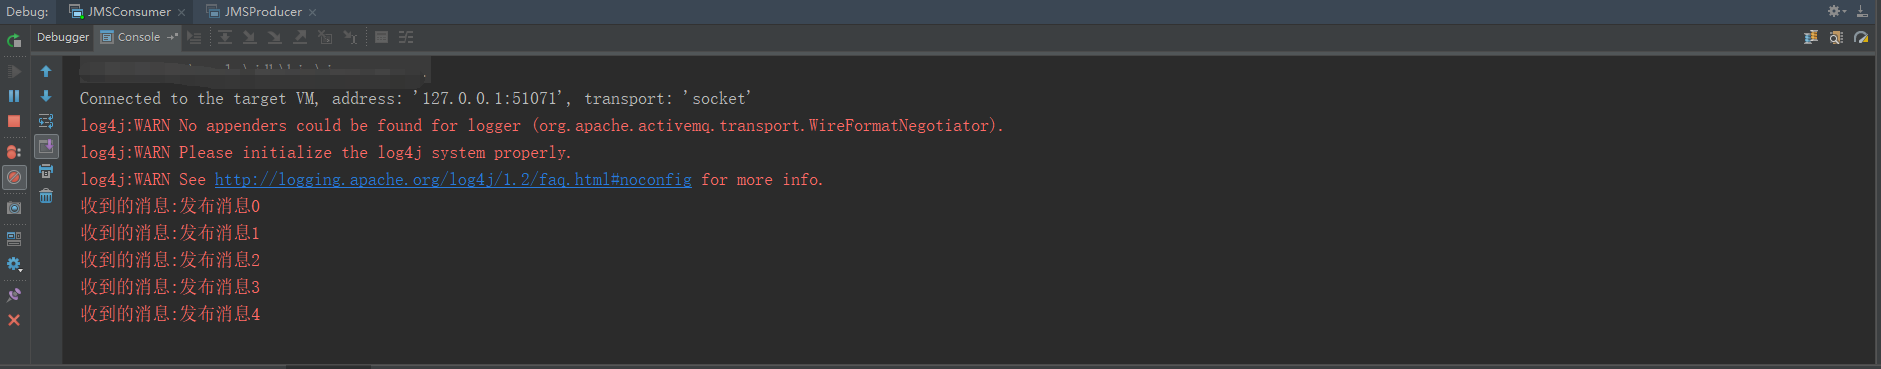 Debug: JMSConsumer JMSProducer
Debugger Console
Connected to the target VM, address: '127.0.0.1:51071', transport: 'socket'
log4j:WARN No appenders could be found for logger (org.apache.activemq.transport.WireFormatNegotiator).
log4j:WARN Please initialize the log4j system properly.
log4j:WARN See http://logging.apache.org/log4j/1.2/faq.html#noconfig for more info.
收到的消息:发布消息0
收到的消息:发布消息1
收到的消息:发布消息2
收到的消息:发布消息3
收到的消息:发布消息4